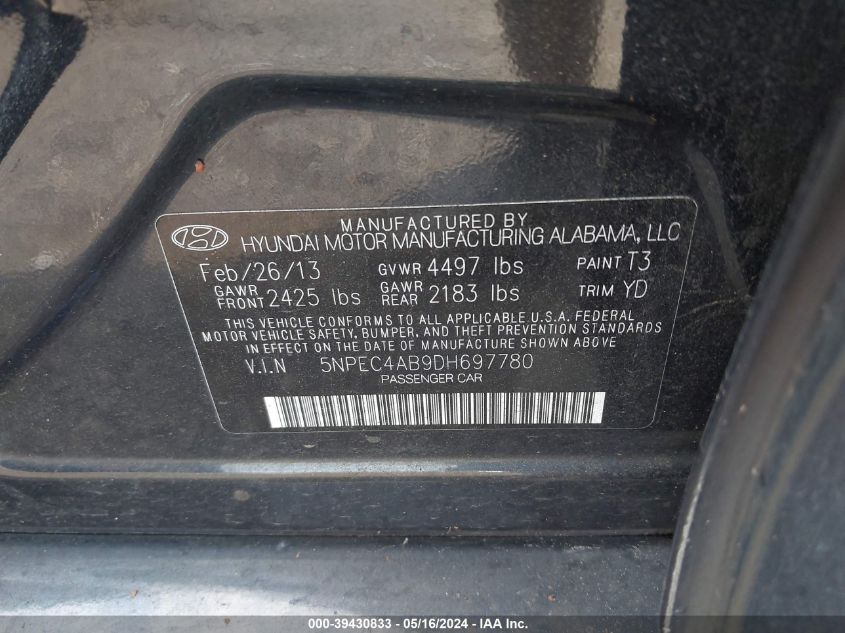 MANUFACTURED BY
HYUNDAI MOTOR MANUFACTURING ALABAMA, LLC
Feb/26/13 GVWR 4497 lbs PAINT T3
GAWR FRONT 2425 lbs GAWR REAR 2183 lbs TRIM YD
THIS VEHICLE CONFORMS TO ALL APPLICABLE U.S.A. FEDERAL
MOTOR VEHICLE SAFETY, BUMPER, AND THEFT PREVENTION STANDARDS
IN EFFECT ON THE DATE OF MANUFACTURE SHOWN ABOVE
V.I.N 5NPEC4AB9DH697780
PASSENGER CAR
000-39430833 - 05/16/2024 - IAA Inc.